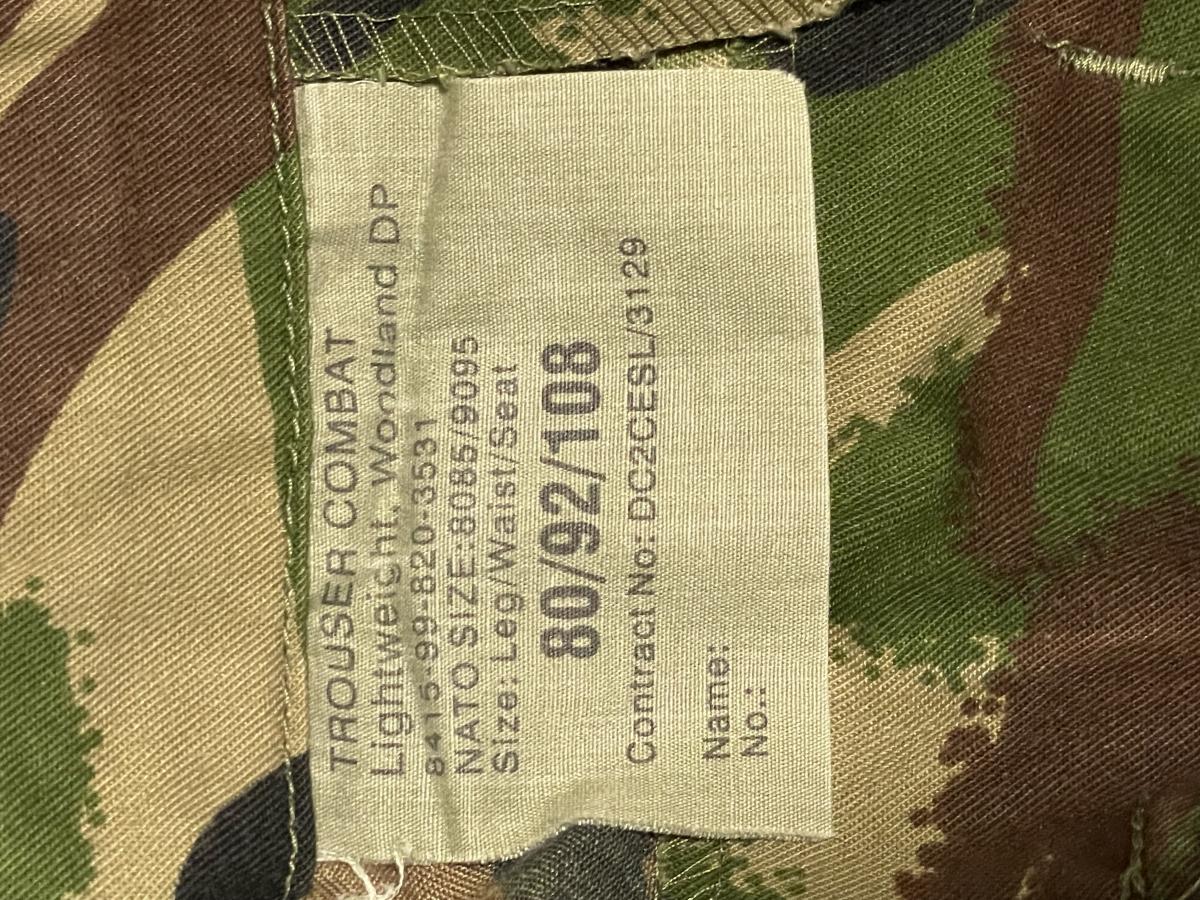 TROUSER COMBAT
Lightweight, Woodland DP
8415-99-820-3531
NATO SIZE:8085/9095
Size: Leg/Waist/Seat
80/92/108
Contract No: DC2CESL/3129
Name:
No.: